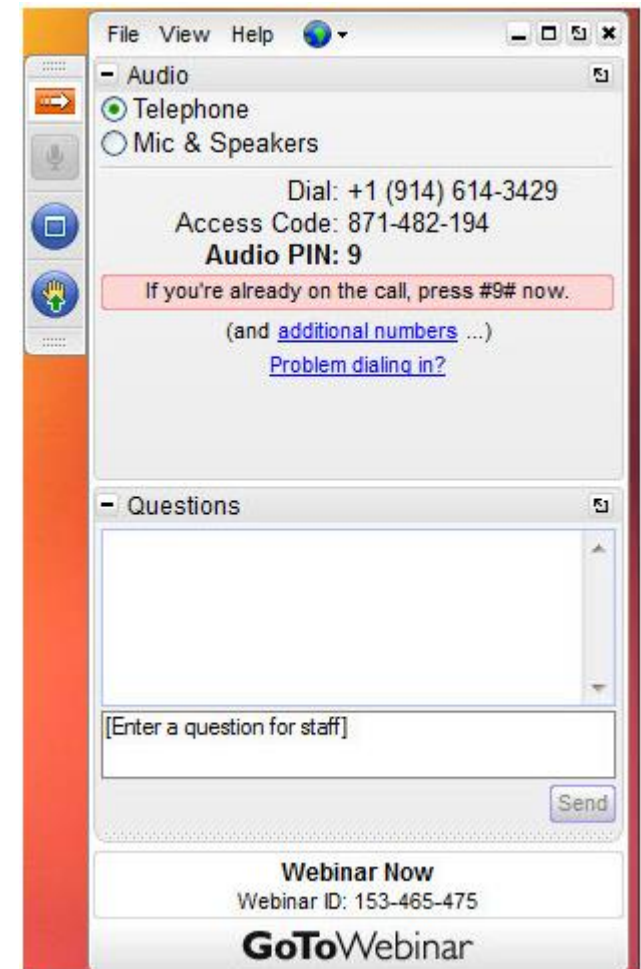 File View Help
Audio
Telephone
Mic & Speakers
Dial: +1 (914) 614-3429
Access Code: 871-482-194
Audio PIN: 9
If you're already on the call, press #9# now.
(and additional numbers ...)
Problem dialing in?
Questions
[Enter a question for staff]
Send
Webinar Now
Webinar ID: 153-465-475
GoToWebinar